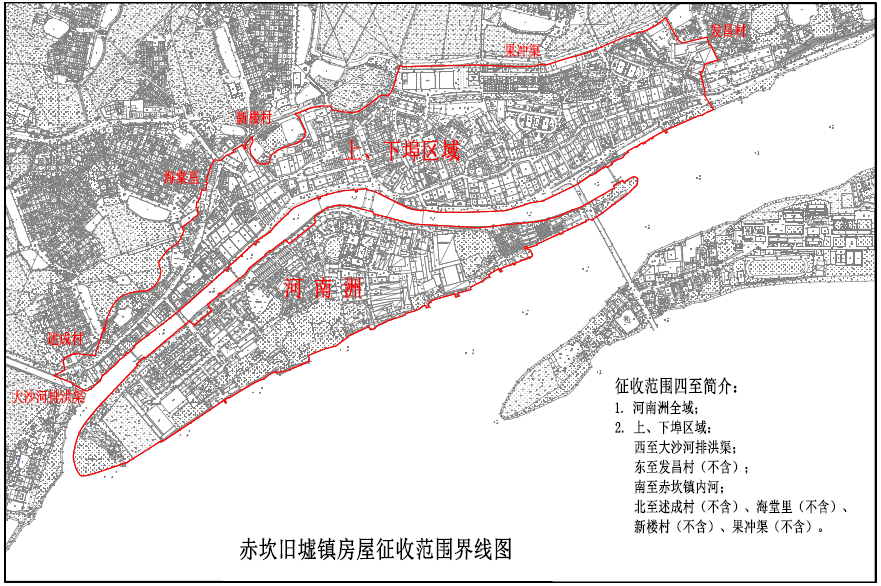 发昌村
果冲渠
新楼村
上、下埠区域
海棠里
河南洲
述成村
大沙河排洪渠
征收范围四至简介：
1. 河南洲全域；
2. 上、下埠区域：
西至大沙河排洪渠；
东至发昌村（不含）；
南至赤坎镇内河；
北至述成村（不含）、海堂里（不含）、
新楼村（不含）、果冲渠（不含）。
赤坎旧墟镇房屋征收范围界线图